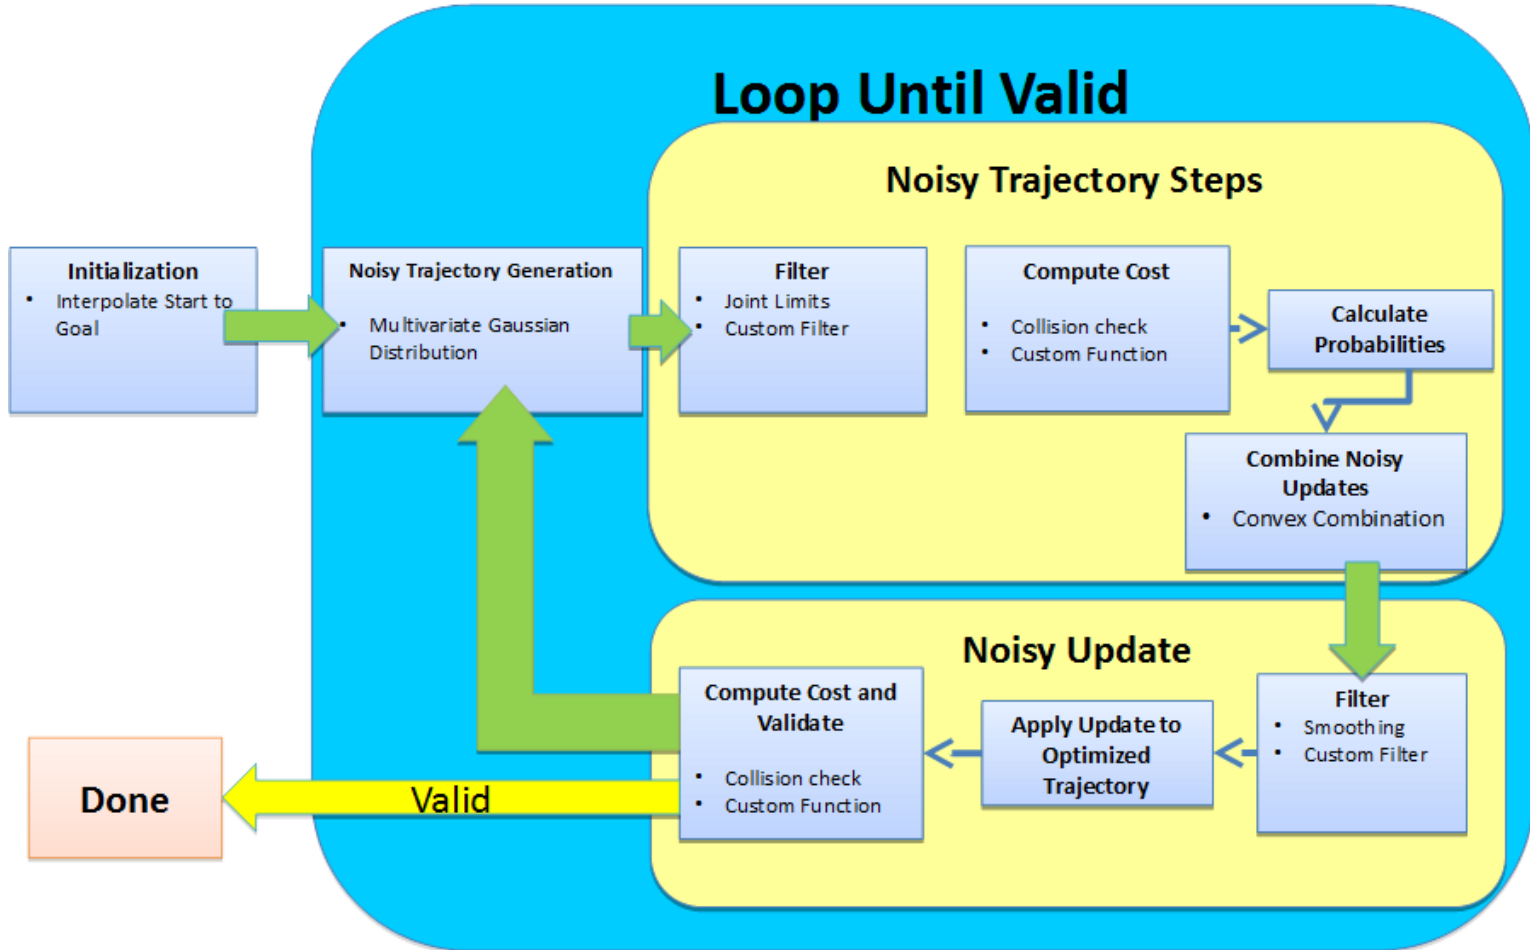 Loop Until Valid
Noisy Trajectory Steps
Initialization
• Interpolate Start to
Goal
Noisy Trajectory Generation
• Multivariate Gaussian
Distribution
Filter
• Joint Limits
• Custom Filter
Compute Cost
• Collision check
• Custom Function
Calculate
Probabilities
Combine Noisy
Updates
• Convex Combination
Noisy Update
Filter
• Smoothing
• Custom Filter
Apply Update to
Optimized
Trajectory
Compute Cost and
Validate
• Collision check
• Custom Function
Valid
Done